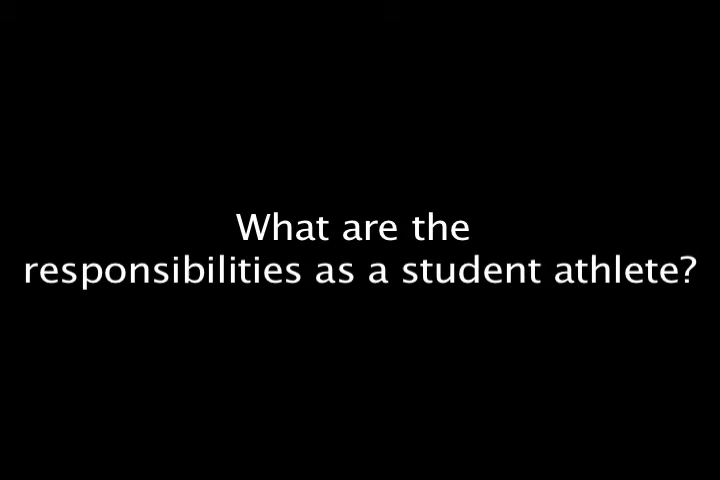 What are the
responsibilities as a student athlete?